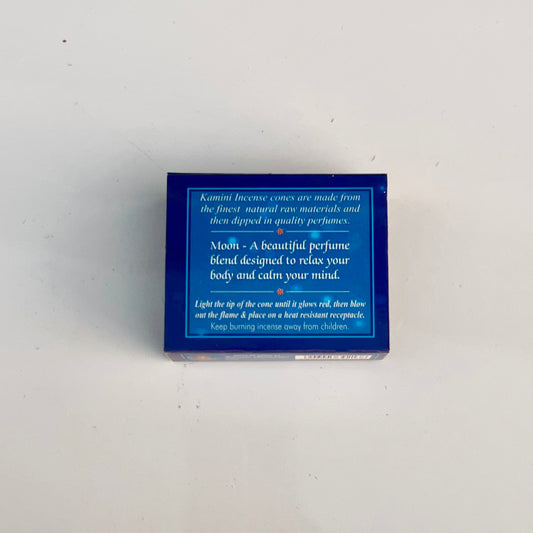 Kamini Incense cones are made from
the finest natural raw materials and
then dipped in quality perfumes.
Moon - A beautiful perfume
blend designed to relax your
body and calm your mind.
Light the tip of the cone until it glows red, then blow
out the flame & place on a heat resistant receptacle.
Keep burning incense away from children.